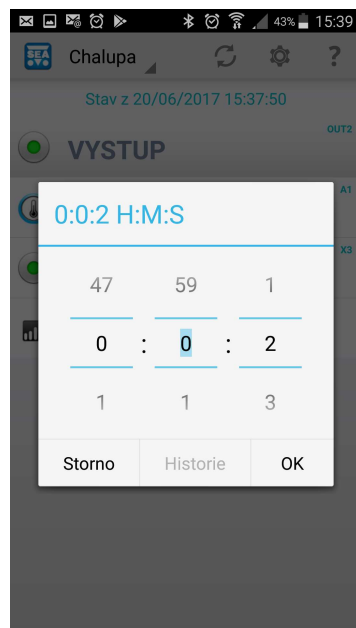 43% 15:39
SEA Chalupa ?
Stav z 20/06/2017 15:37:50
OUT2
VYSTUP
A1
0:0:2 H:M:S
X3
47 59 1
0 : 0 : 2
1 1 3
Storno Historie OK